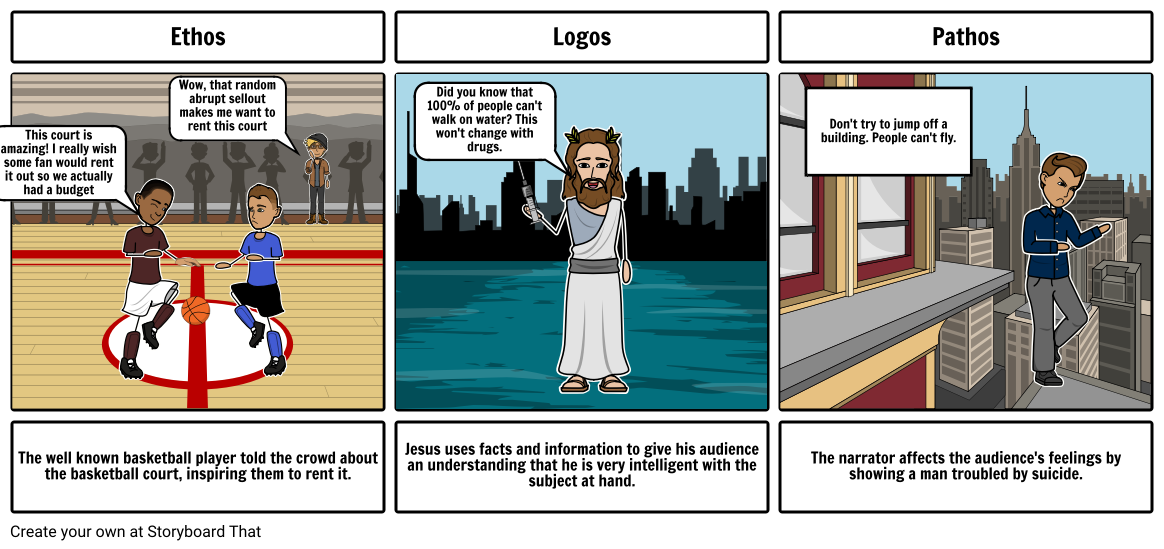 Ethos
Logos
Pathos
Wow, that random
abrupt sellout
makes me want to
rent this court
This court is
amazing! I really wish
some fan would rent
it out so we actually
had a budget
Did you know that
100% of people can't
walk on water? This
won't change with
drugs.
Don't try to jump off a
building. People can't fly.
The well known basketball player told the crowd about
the basketball court, inspiring them to rent it.
Jesus uses facts and information to give his audience
an understanding that he is very intelligent with the
subject at hand.
The narrator affects the audience's feelings by
showing a man troubled by suicide.
Create your own at Storyboard That